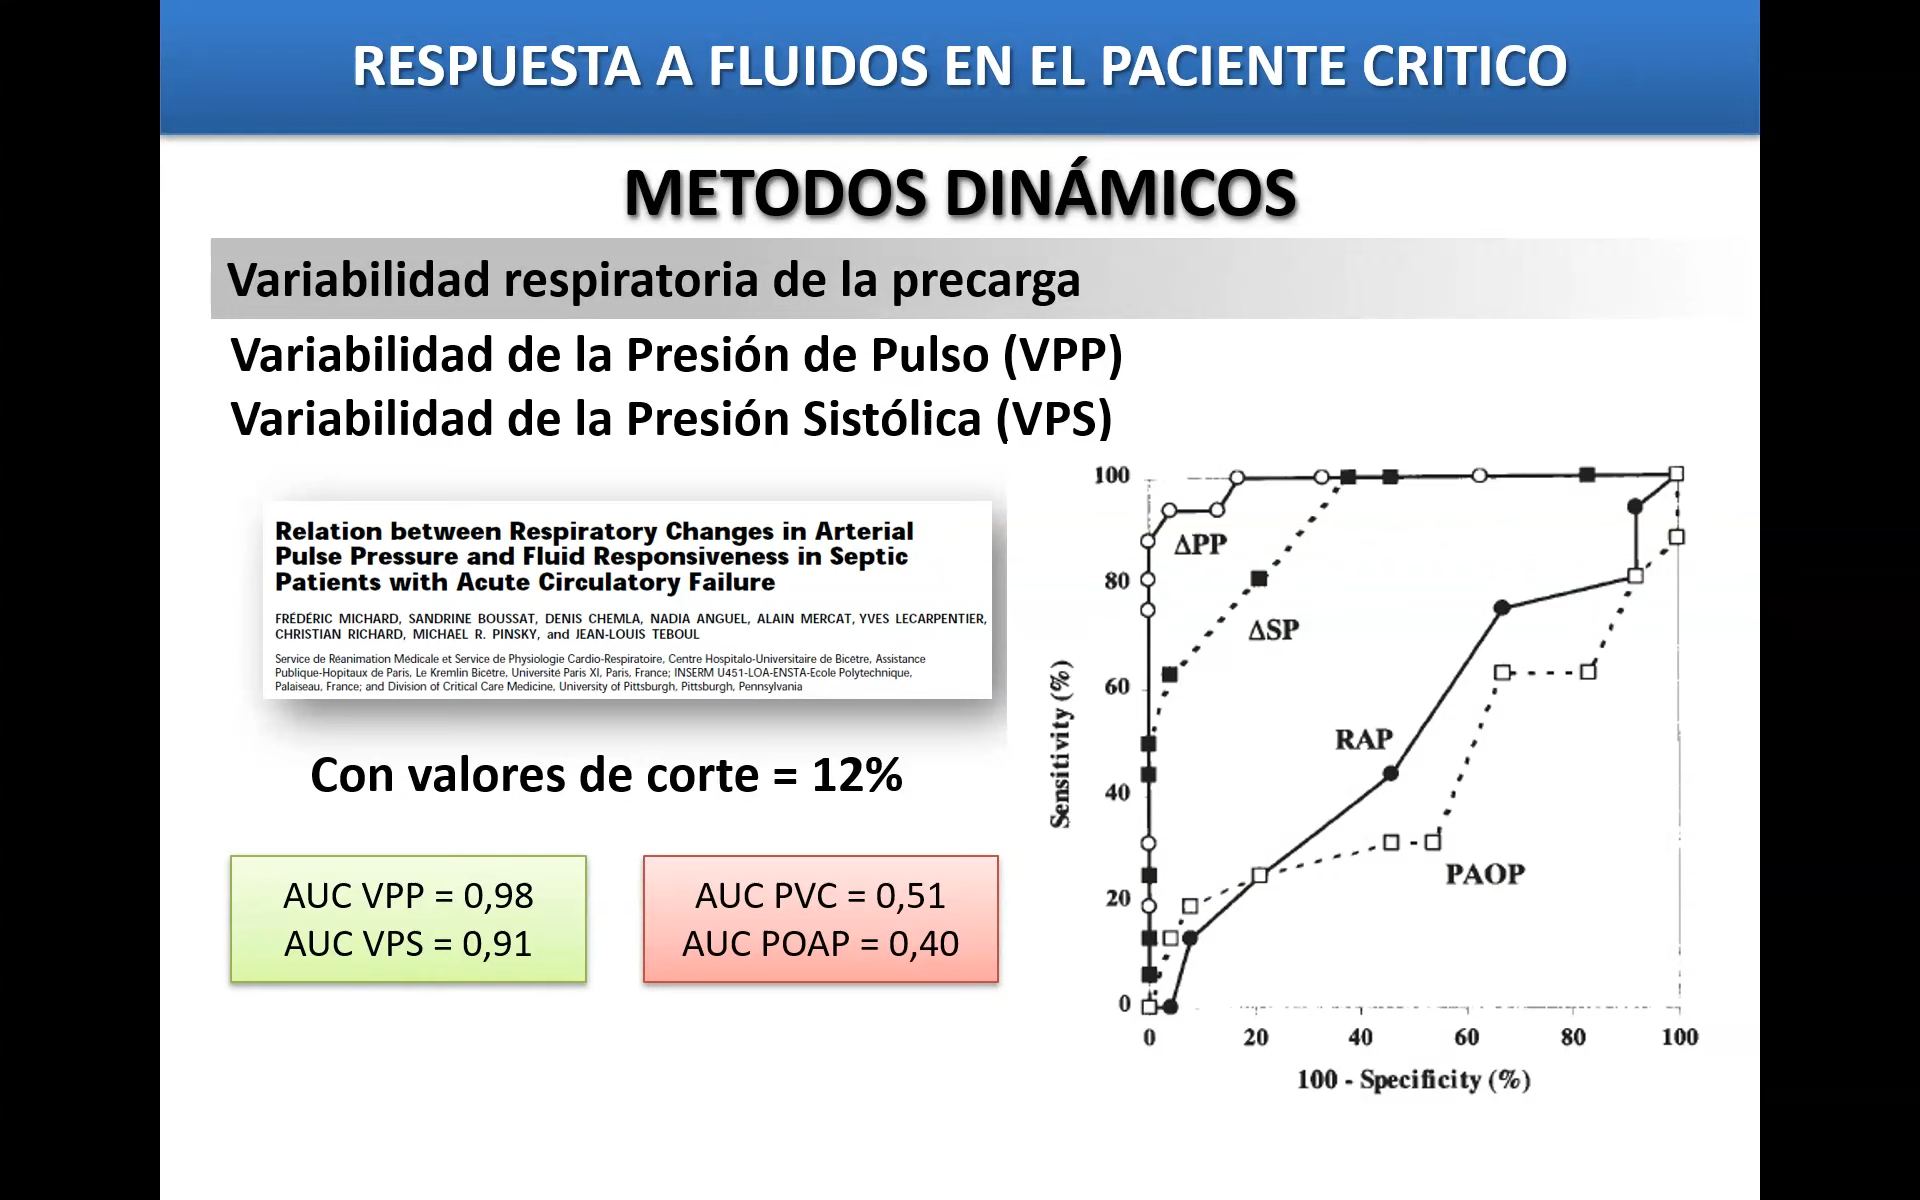 RESPUESTA A FLUIDOS EN EL PACIENTE CRITICO
METODOS DINÁMICOS
Variabilidad respiratoria de la precarga
Variabilidad de la Presión de Pulso (VPP)
Variabilidad de la Presión Sistólica (VPS)
Relation between Respiratory Changes in Arterial
Pulse Pressure and Fluid Responsiveness in Septic
Patients with Acute Circulatory Failure
FRÉDÉRIC MICHARD, SANDRINE BOUSSAT, DENIS CHEMLA, NADIA ANGUEL, ALAIN MERCAT, YVES LECARPENTIER,
CHRISTIAN RICHARD, MICHAEL R. PINSKY, and JEAN-LOUIS TEBOUL
Service de Réanimation Médicale et Service de Physiologie Cardio-Respiratoire, Centre Hospitalo-Universitaire de Bicêtre, Assistance
Publique-Hopitaux de Paris, Le Kremlin Bicetre, Université Paris XI, Paris, France; INSERM U451-LOA-ENSTA-Ecole Polytechnique,
Palaiseau, France; and Division of Critical Care Medicine, University of Pittsburgh, Pittsburgh, Pennsylvania
Con valores de corte = 12%
AUC VPP = 0,98
AUC VPS = 0,91
AUC PVC = 0,51
AUC POAP = 0,40
Sensitivity (%)
100
80
60
40
20
0
ΔPP
ΔSP
RAP
PAOP
0 20 40 60 80 100
100 - Specificity (%)